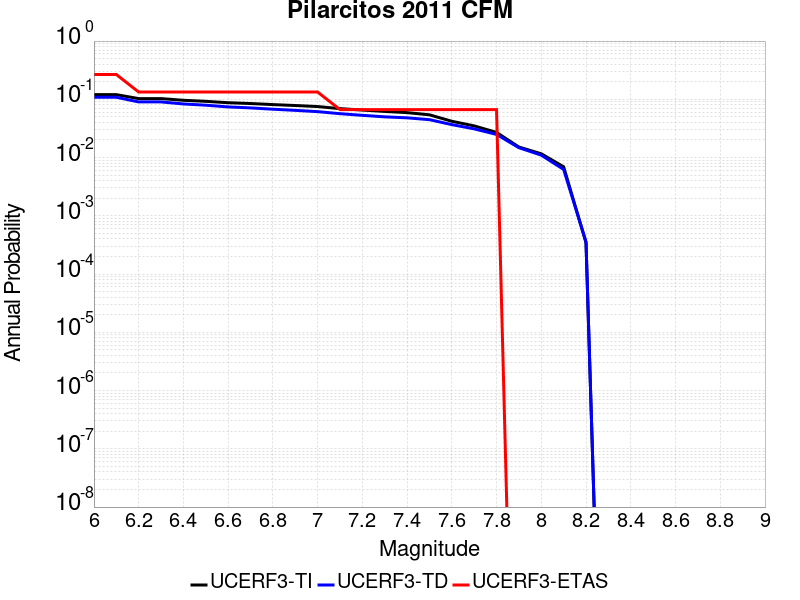 Pilarcitos 2011 CFM
10^0
10^-1
10^-2
10^-3
10^-4
10^-5
10^-6
10^-7
10^-8
Annual Probability
6 6.2 6.4 6.6 6.8 7 7.2 7.4 7.6 7.8 8 8.2 8.4 8.6 8.8 9
Magnitude
UCERF3-TI UCERF3-TD UCERF3-ETAS